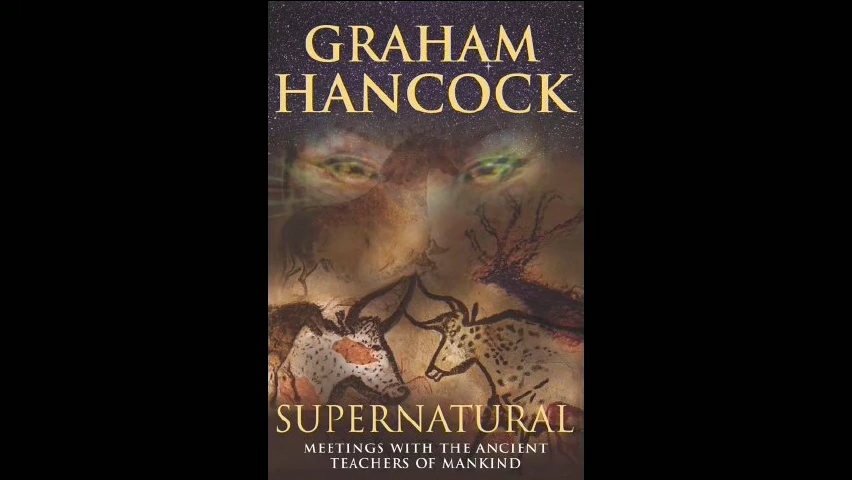 GRAHAM
HANCOCK
SUPERNATURAL
MEETINGS WITH THE ANCIENT
TEACHERS OF MANKIND